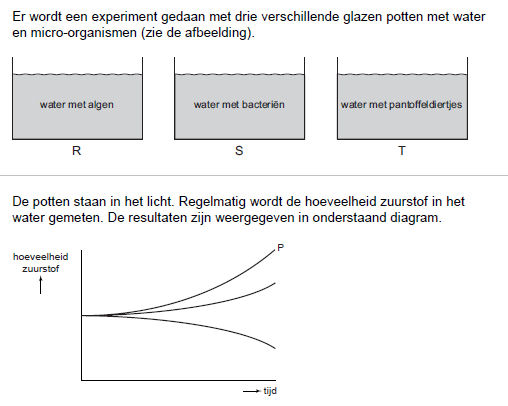 Er wordt een experiment gedaan met drie verschillende glazen potten met water
en micro-organismen (zie de afbeelding).
water met algen
water met bacteriën
water met pantoffeldiertjes
R
S
T
De potten staan in het licht. Regelmatig wordt de hoeveelheid zuurstof in het
water gemeten. De resultaten zijn weergegeven in onderstaand diagram.
hoeveelheid
zuurstof
P
tijd